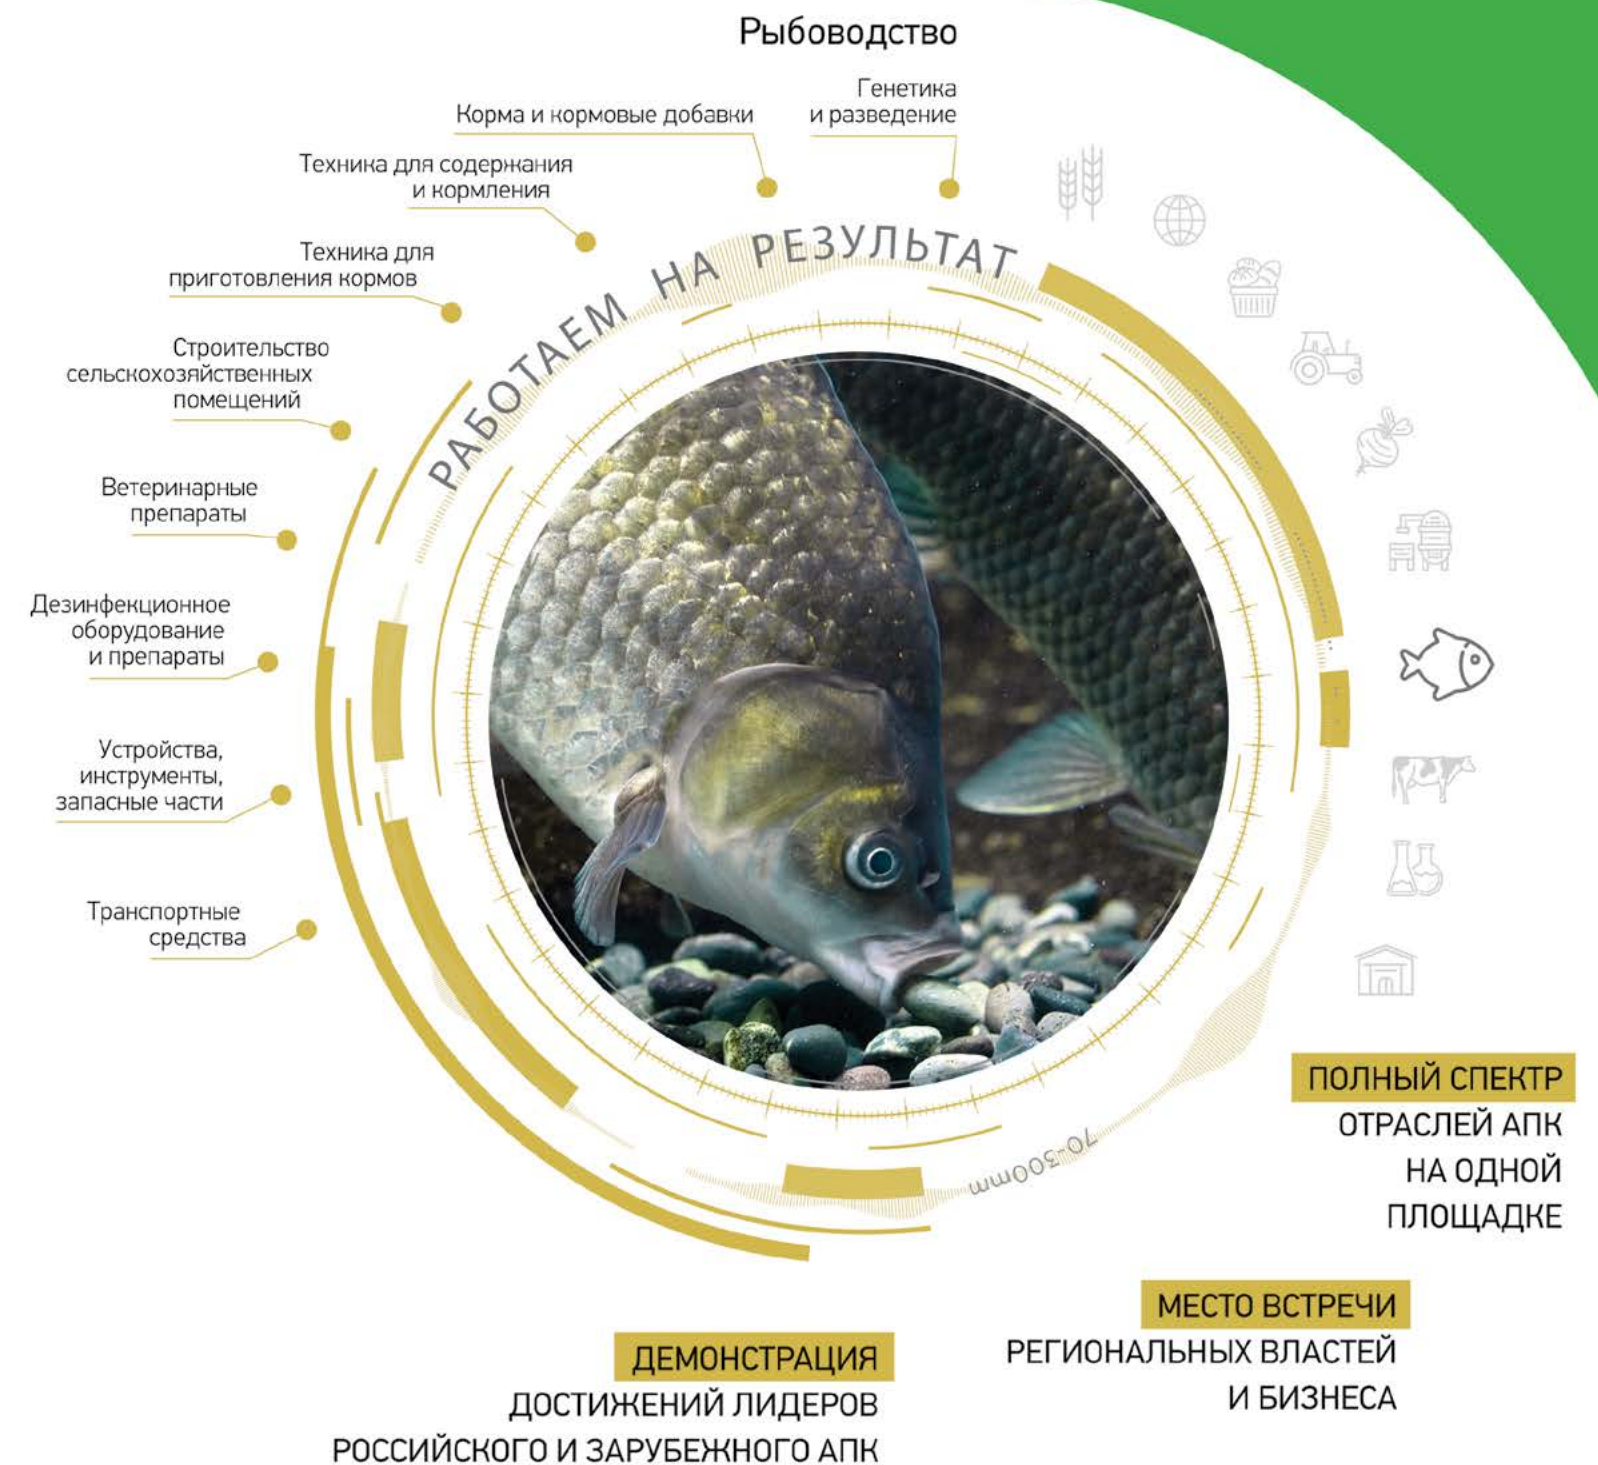 Рыбоводство
Генетика
и разведение
Корма и кормовые добавки
Техника для содержания
и кормления
Техника для
приготовления кормов
Строительство
сельскохозяйственных
помещений
Ветеринарные
препараты
Дезинфекционное
оборудование
и препараты
Устройства,
инструменты,
запасные части
Транспортные
средства
РАБОТАЕМ НА РЕЗУЛЬТАТ
70-300mm
ПОЛНЫЙ СПЕКТР
ОТРАСЛЕЙ АПК
НА ОДНОЙ
ПЛОЩАДКЕ
МЕСТО ВСТРЕЧИ
РЕГИОНАЛЬНЫХ ВЛАСТЕЙ
И БИЗНЕСА
ДЕМОНСТРАЦИЯ
ДОСТИЖЕНИЙ ЛИДЕРОВ
РОССИЙСКОГО И ЗАРУБЕЖНОГО АПК